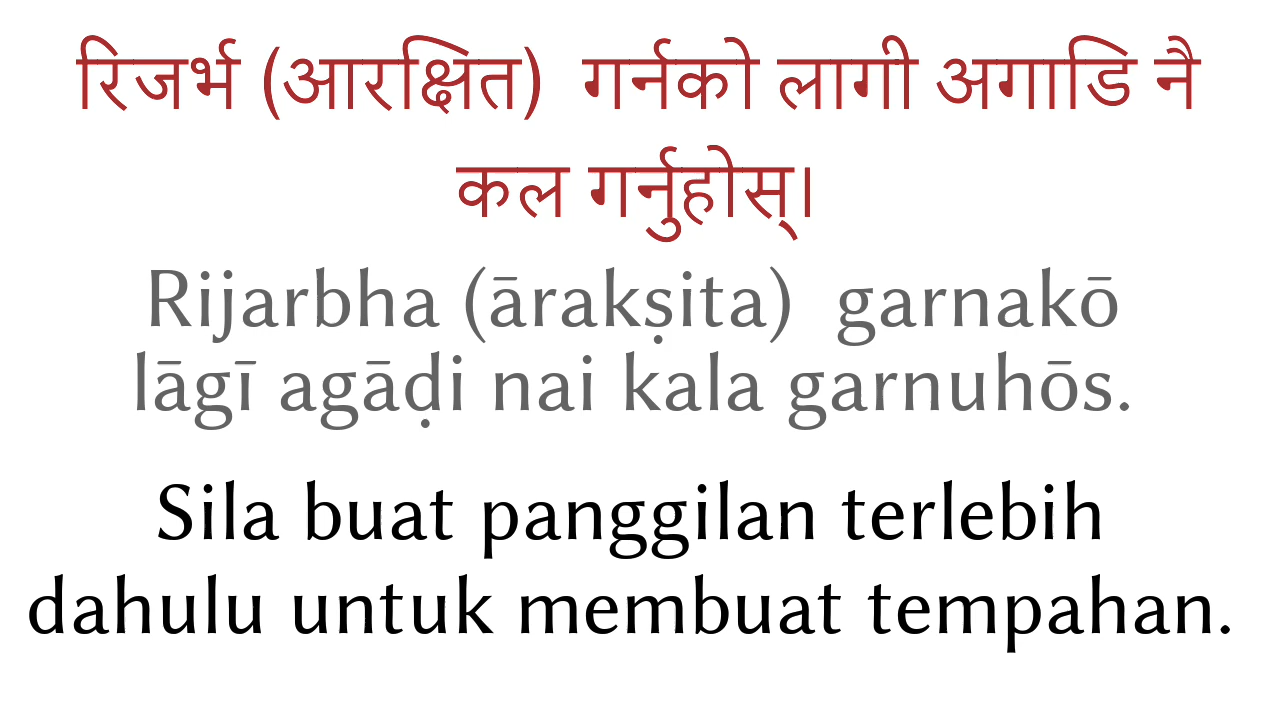 रिजर्भ (आरक्षित)  गर्नको लागी अगाडि नै
कल गर्नुहोस्।
Rijarbha (ārakṣita)  garnakō
lāgī agāḍi nai kala garnuhōs.
Sila buat panggilan terlebih
dahulu untuk membuat tempahan.